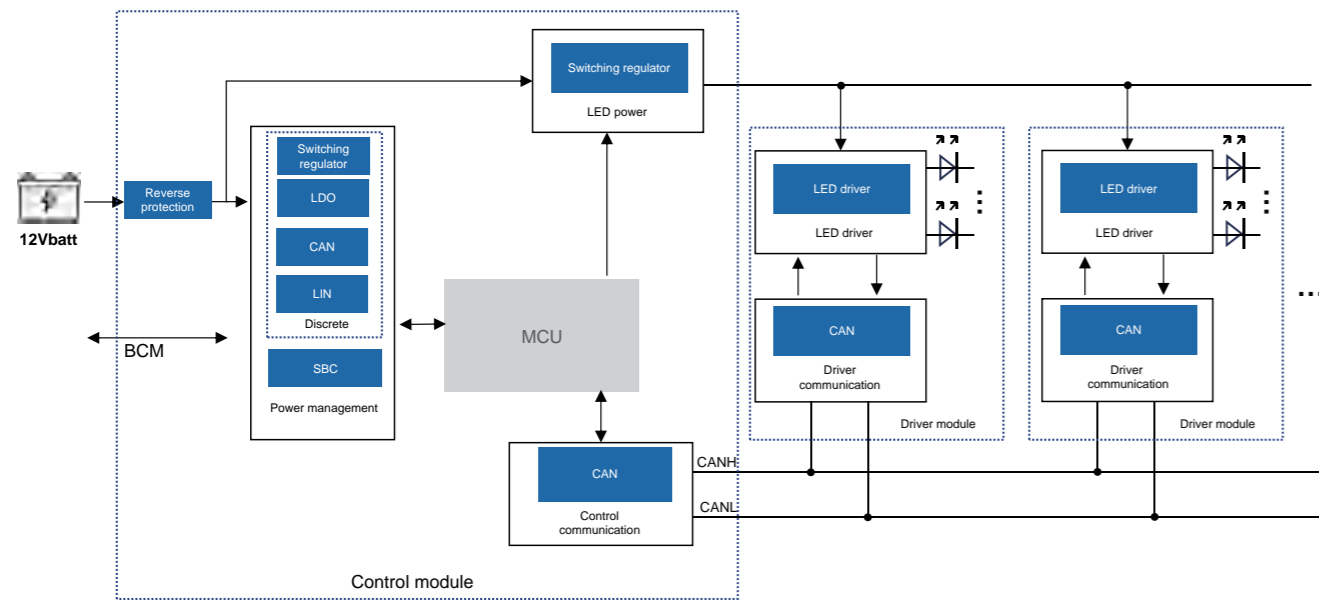 Switching regulator
LED power
Switching
regulator
LDO
CAN
LIN
Discrete
SBC
Power management
Reverse
protection
12Vbatt
BCM
MCU
CAN
Control
communication
Control module
CANH
CANL
LED driver
LED driver
CAN
Driver
communication
Driver module
LED driver
LED driver
CAN
Driver
communication
Driver module